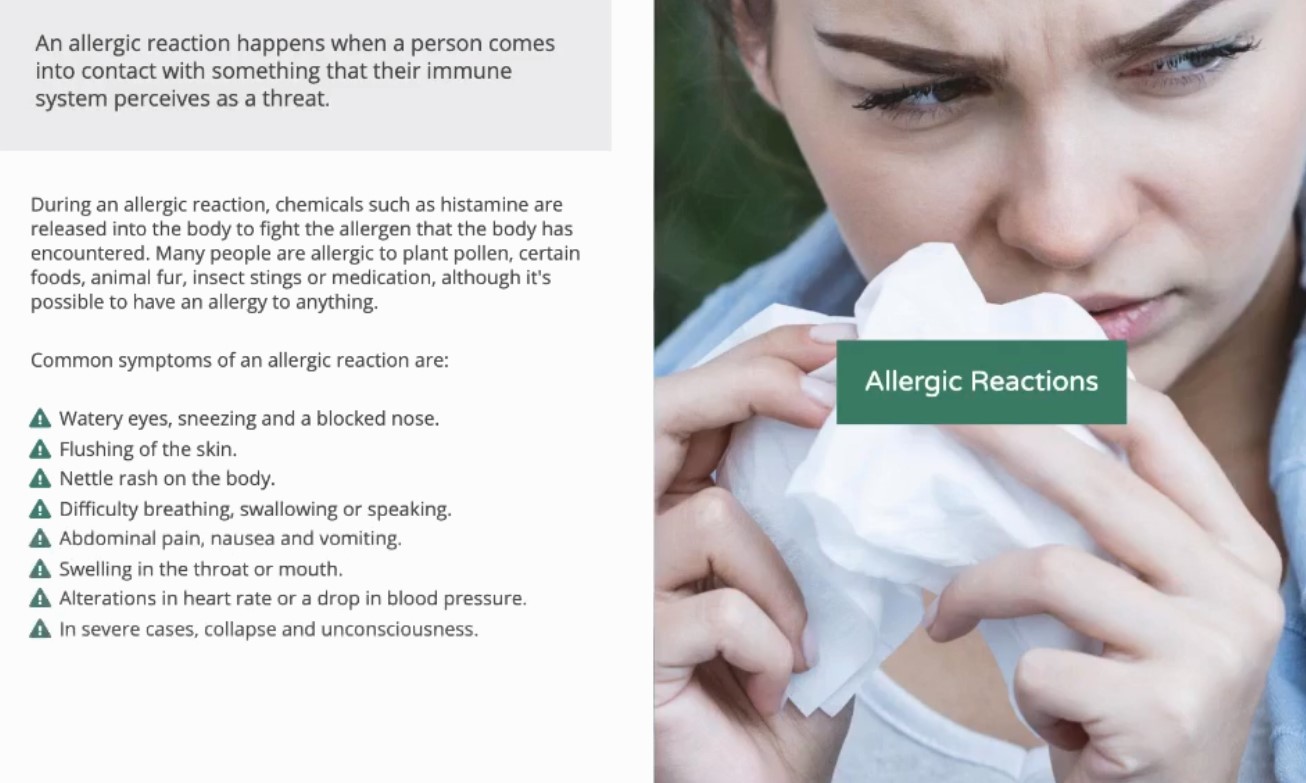 An allergic reaction happens when a person comes
into contact with something that their immune
system perceives as a threat.
During an allergic reaction, chemicals such as histamine are
released into the body to fight the allergen that the body has
encountered. Many people are allergic to plant pollen, certain
foods, animal fur, insect stings or medication, although it's
possible to have an allergy to anything.
Common symptoms of an allergic reaction are:
Watery eyes, sneezing and a blocked nose.
Flushing of the skin.
Nettle rash on the body.
Difficulty breathing, swallowing or speaking.
Abdominal pain, nausea and vomiting.
Swelling in the throat or mouth.
Alterations in heart rate or a drop in blood pressure.
In severe cases, collapse and unconsciousness.
Allergic Reactions